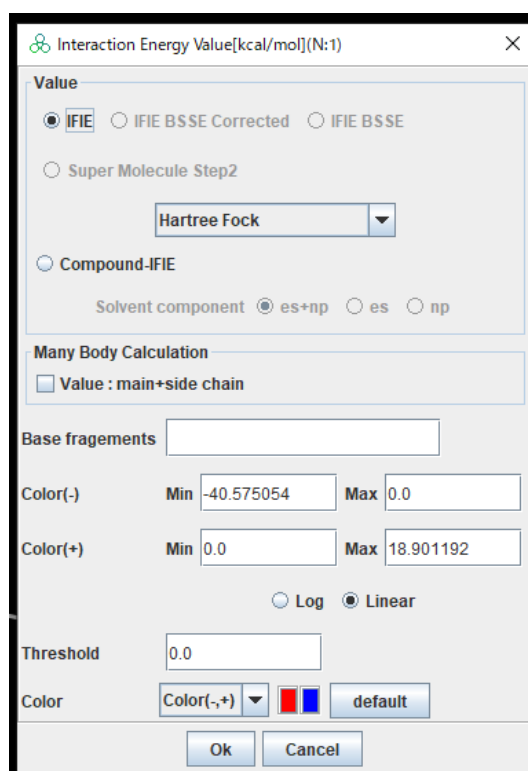 Interaction Energy Value[kcal/mol](N:1)
Value
IFIE IFIE BSSE Corrected IFIE BSSE
Super Molecule Step2
Hartree Fock
Compound-IFIE
Solvent component es+np es np
Many Body Calculation
Value : main+side chain
Base fragements
Color(-) Min -40.575054 Max 0.0
Color(+) Min 0.0 Max 18.901192
Log Linear
Threshold 0.0
Color Color(-,+) default
Ok Cancel